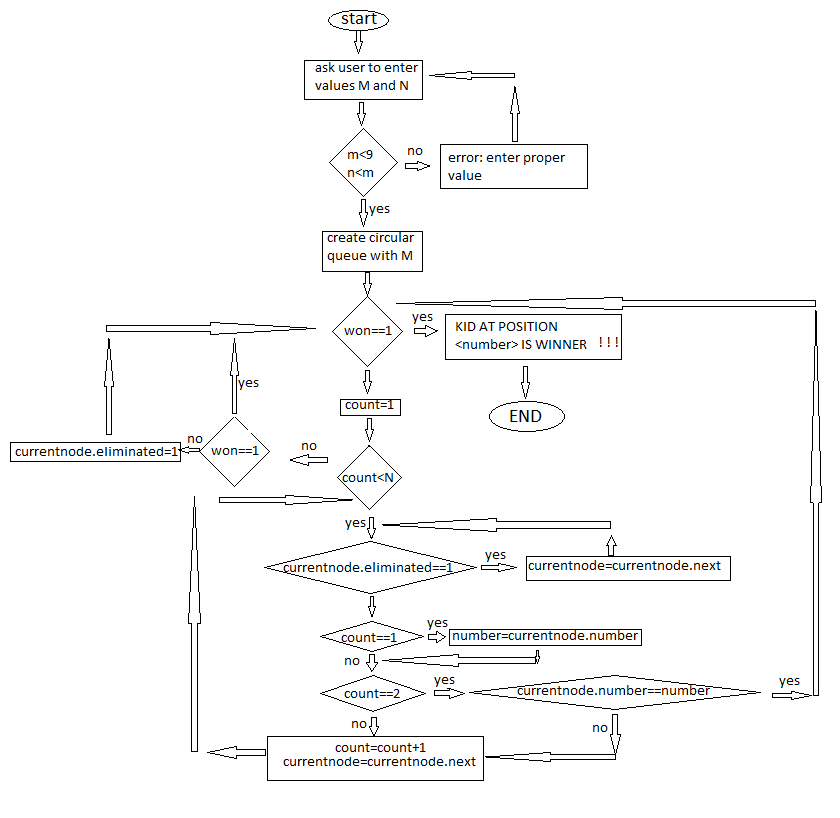 start
ask user to enter
values M and N
m<9
n<m
no
error: enter proper
value
yes
create circular
queue with M
won==1
yes
KID AT POSITION
<number> IS WINNER !!!
END
count=1
yes
currentnode.eliminated=1
no
won==1
no
count<N
yes
currentnode.eliminated==1
yes
currentnode=currentnode.next
count==1
yes
number=currentnode.number
no
count==2
yes
currentnode.number==number
yes
no
no
count=count+1
currentnode=currentnode.next